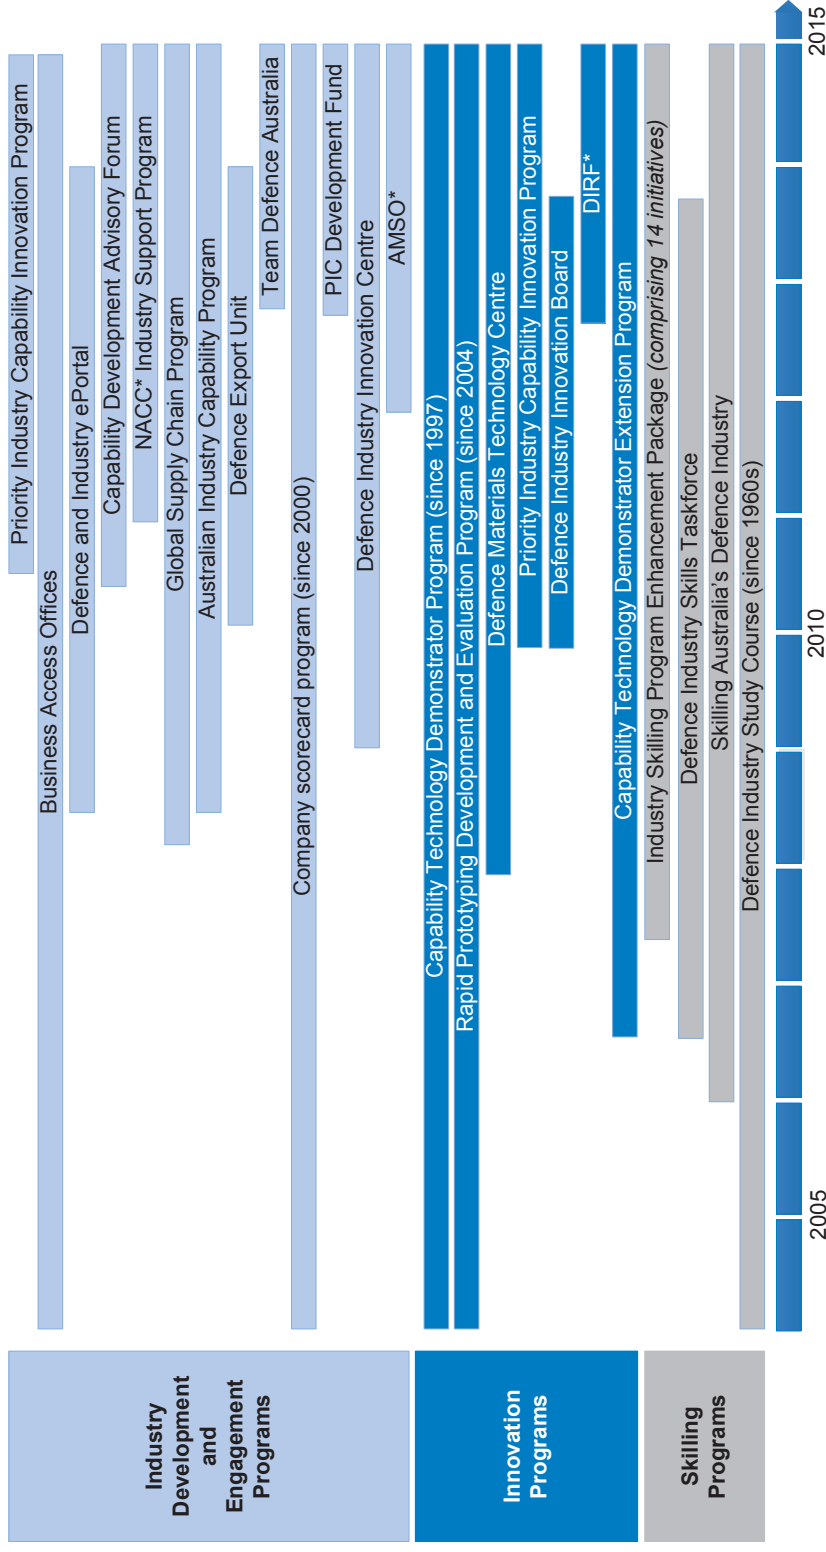 Industry
Development
and
Engagement
Programs
Priority Industry Capability Innovation Program
Business Access Offices
Defence and Industry ePortal
Capability Development Advisory Forum
NACC* Industry Support Program
Global Supply Chain Program
Australian Industry Capability Program
Defence Export Unit
Team Defence Australia
Company scorecard program (since 2000)
PIC Development Fund
Defence Industry Innovation Centre
AMSO*
Innovation
Programs
Capability Technology Demonstrator Program (since 1997)
Rapid Prototyping Development and Evaluation Program (since 2004)
Defence Materials Technology Centre
Priority Industry Capability Innovation Program
Defence Industry Innovation Board
DIRF*
Capability Technology Demonstrator Extension Program
Skilling
Programs
Industry Skilling Program Enhancement Package (comprising 14 initiatives)
Defence Industry Skills Taskforce
Skilling Australia's Defence Industry
Defence Industry Study Course (since 1960s)
2005
2010
2015